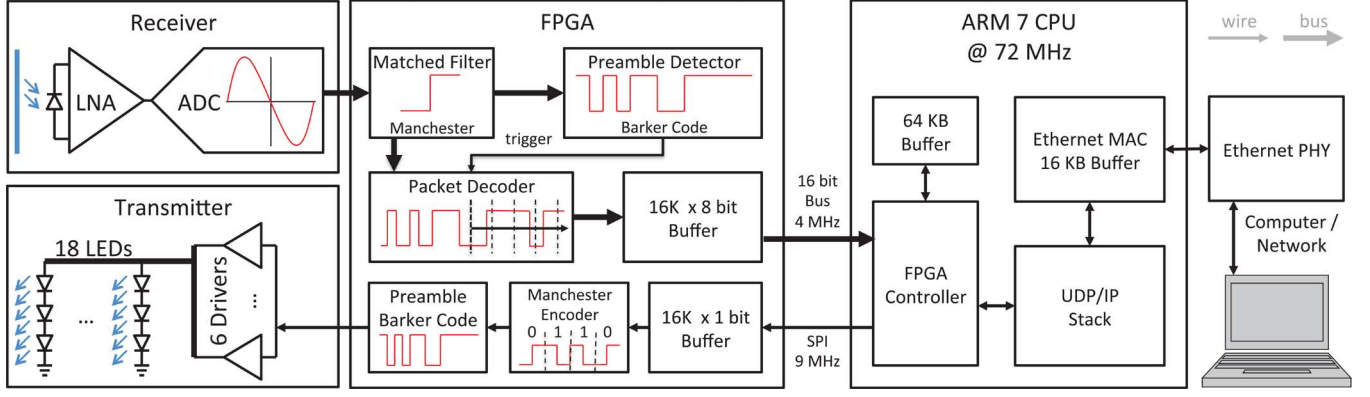 Receiver
LNA
ADC
Transmitter
18 LEDs
...
6 Drivers
...
FPGA
Matched Filter
Manchester
Preamble Detector
Barker Code
trigger
Packet Decoder
16K x 8 bit
Buffer
Preamble
Barker Code
Manchester
Encoder
0 1 1 0
16K x 1 bit
Buffer
16 bit
Bus
4 MHz
SPI
9 MHz
ARM 7 CPU
@ 72 MHz
64 KB
Buffer
FPGA
Controller
Ethernet MAC
16 KB Buffer
UDP/IP
Stack
wire
bus
Ethernet PHY
Computer /
Network